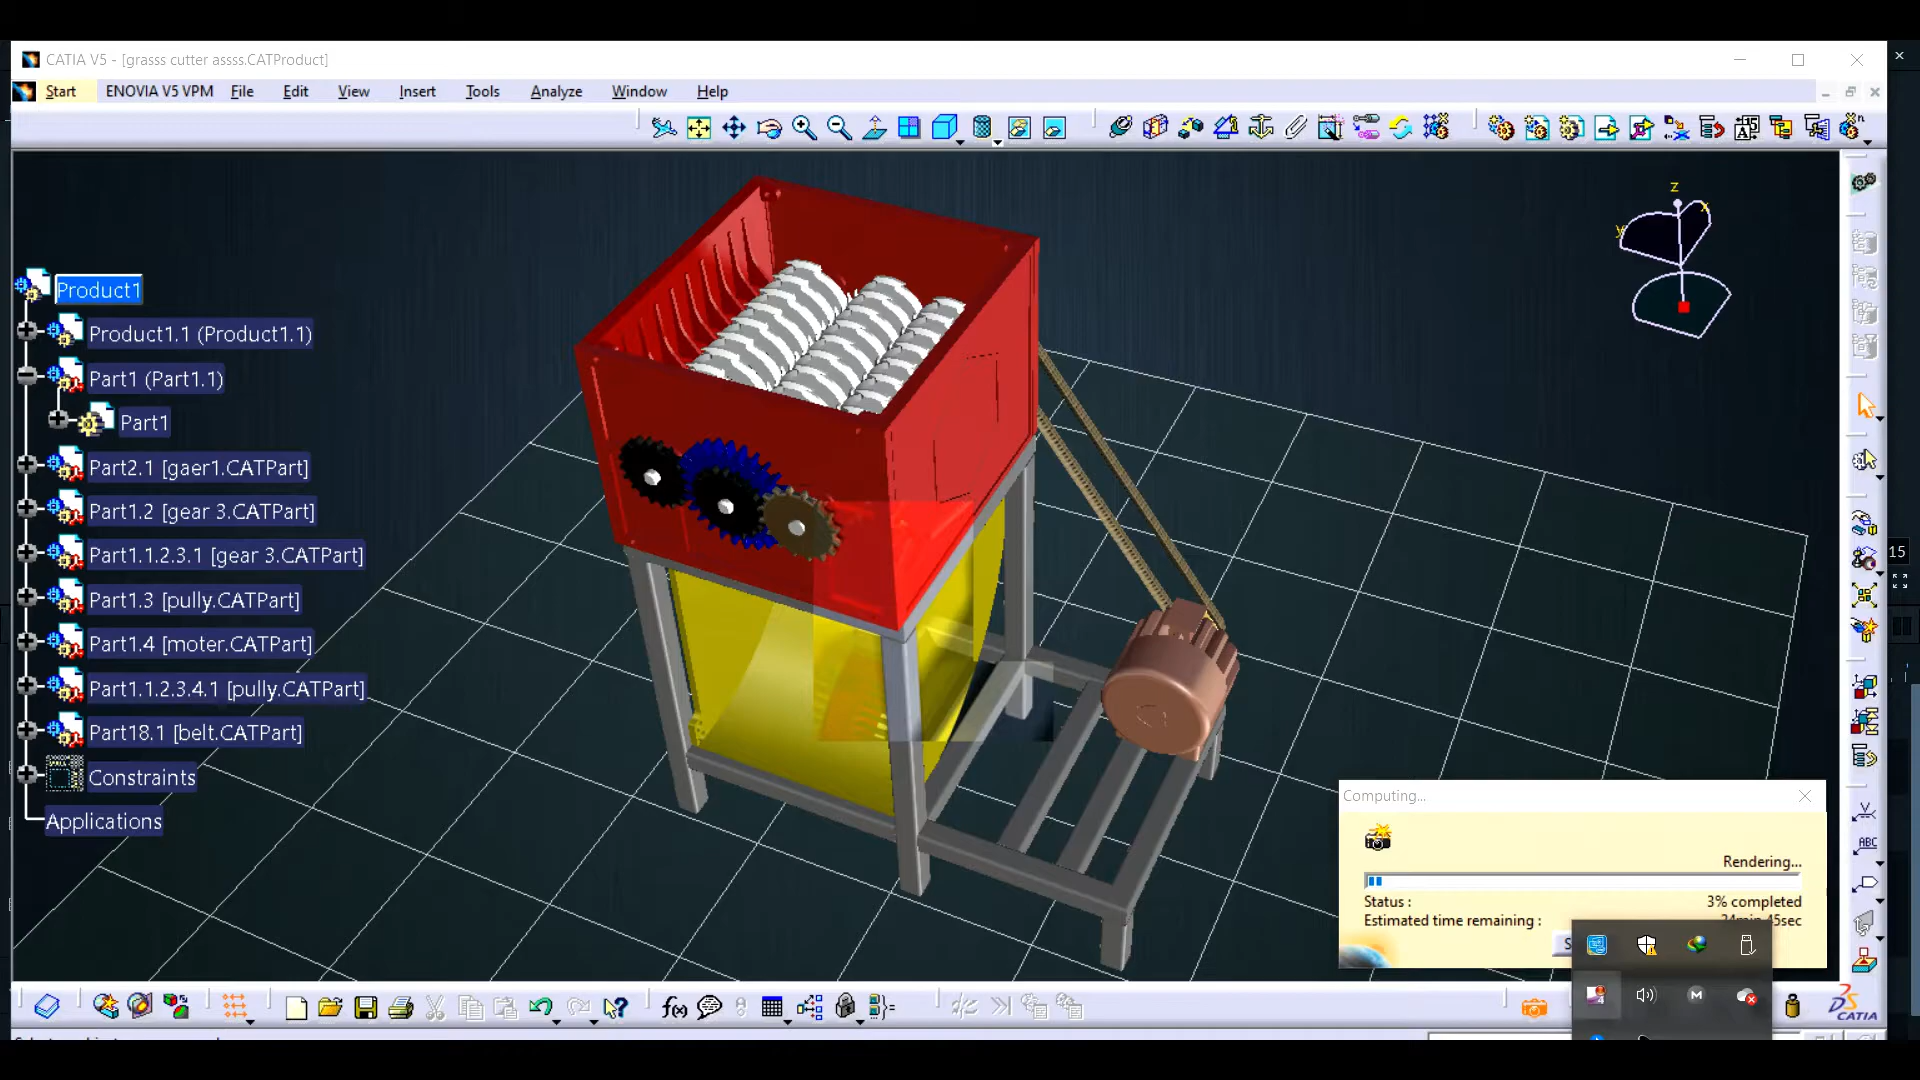 CATIA V5 - [grasss cutter assss.CATProduct]
Start ENOVIA V5 VPM File Edit View Insert Tools Analyze Window Help
z
x
y
Product1
Product1.1 (Product1.1)
Part1 (Part1.1)
Part1
Part2.1 [gaer1.CATPart]
Part1.2 [gear 3.CATPart]
Part1.1.2.3.1 [gear 3.CATPart]
Part1.3 [pully.CATPart]
Part1.4 [moter.CATPart]
Part1.1.2.3.4.1 [pully.CATPart]
Part18.1 [belt.CATPart]
Constraints
Applications
15
ABC
Computing...
Rendering...
Status : 3% completed
Estimated time remaining : 24min 45sec
f(x)
CATIA